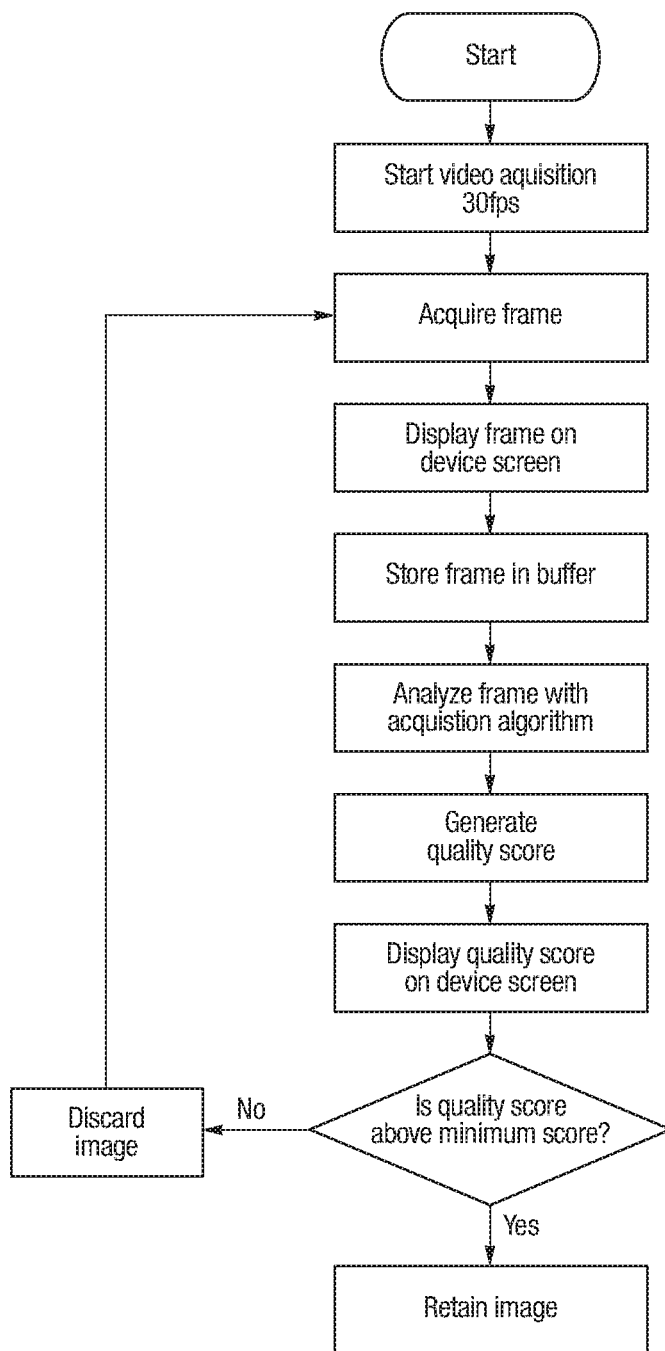 Start
Start video aquisition
30fps
Acquire frame
Display frame on
device screen
Store frame in buffer
Analyze frame with
acquistion algorithm
Generate
quality score
Display quality score
on device screen
Is quality score
above minimum score?
No
Discard
image
Yes
Retain image